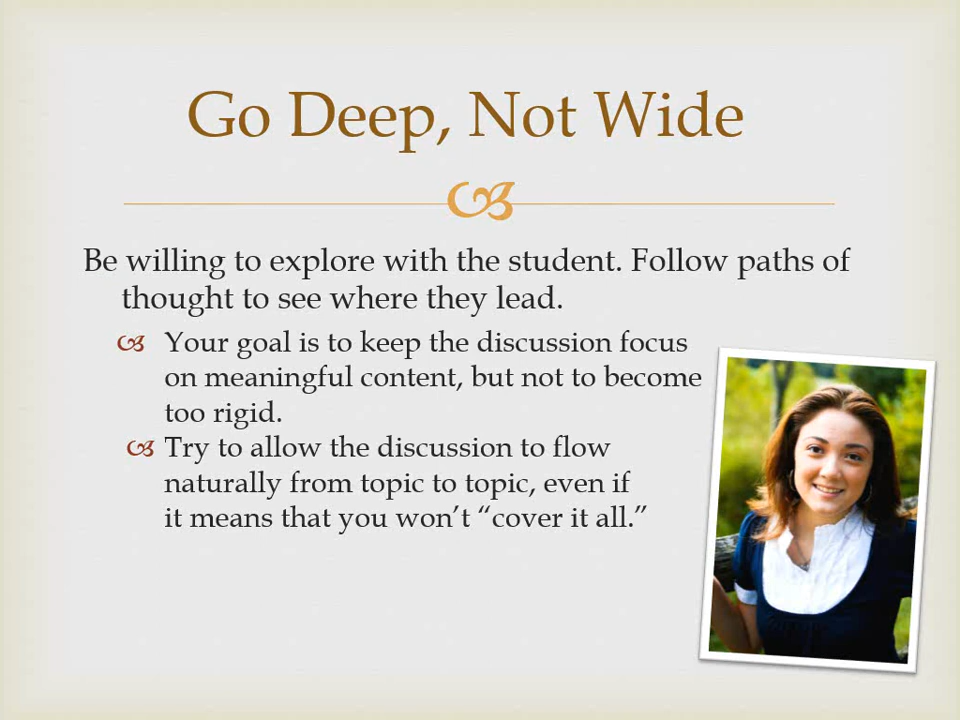 Go Deep, Not Wide
Be willing to explore with the student. Follow paths of
thought to see where they lead.
Your goal is to keep the discussion focus
on meaningful content, but not to become
too rigid.
Try to allow the discussion to flow
naturally from topic to topic, even if
it means that you won’t “cover it all.”